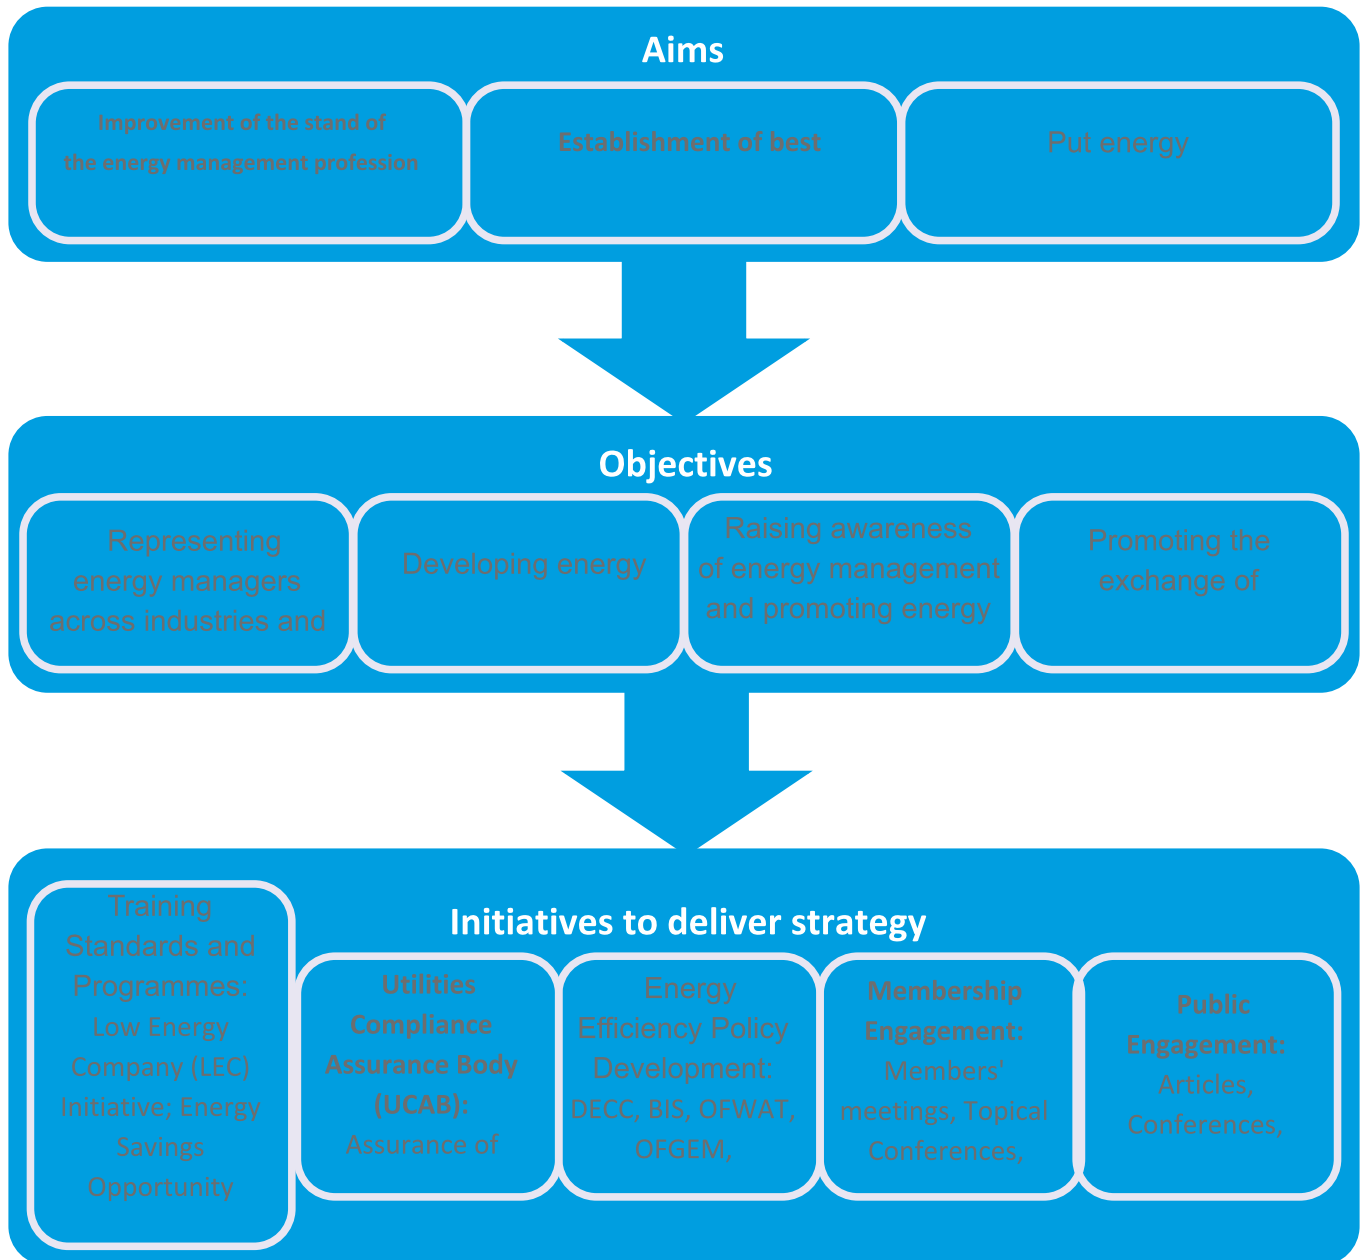 Aims
Improvement of the stand of
the energy management profession
Establishment of best
Put energy
Objectives
Representing
energy managers
across industries and
Developing energy
Raising awareness
of energy management
and promoting energy
Promoting the
exchange of
Initiatives to deliver strategy
Training
Standards and
Programmes:
Low Energy
Company (LEC)
Initiative; Energy
Savings
Opportunity
Utilities
Compliance
Assurance Body
(UCAB):
Assurance of
Energy
Efficiency Policy
Development:
DECC, BIS, OFWAT,
OFGEM,
Membership
Engagement:
Members'
meetings, Topical
Conferences,
Public
Engagement:
Articles,
Conferences,